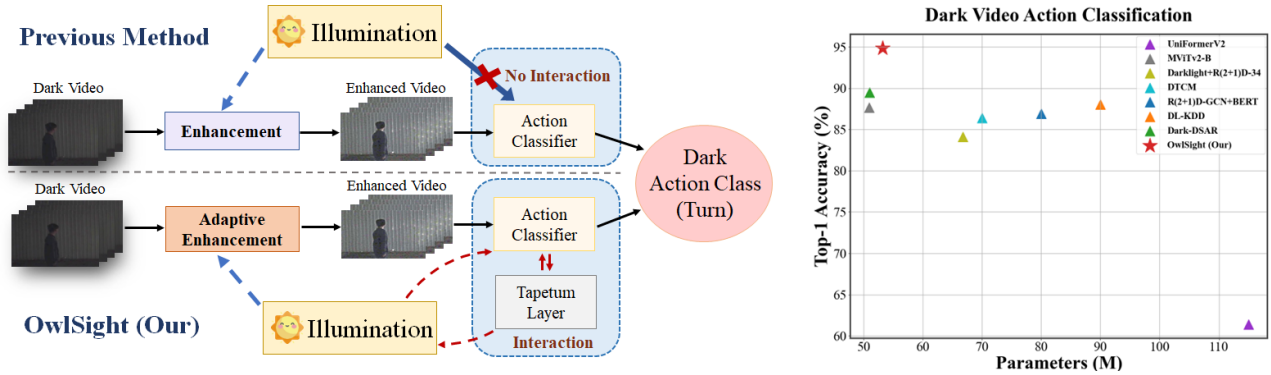 Previous Method
Illumination
No Interaction
Dark Video
Enhancement
Enhanced Video
Action
Classifier
Dark
Action Class
(Turn)
Dark Video
Adaptive
Enhancement
Enhanced Video
Action
Classifier
Tapetum
Layer
Interaction
OwlSight (Our)
Illumination
Dark Video Action Classification
UniFormerV2
MViTv2-B
Darklight+R(2+1)D-34
DTCM
R(2+1)D-GCN+BERT
DL-KDD
Dark-DSAR
OwlSight (Our)
Top-1 Accuracy (%)
95
90
85
80
75
70
65
60
50
60
70
80
90
100
110
Parameters (M)